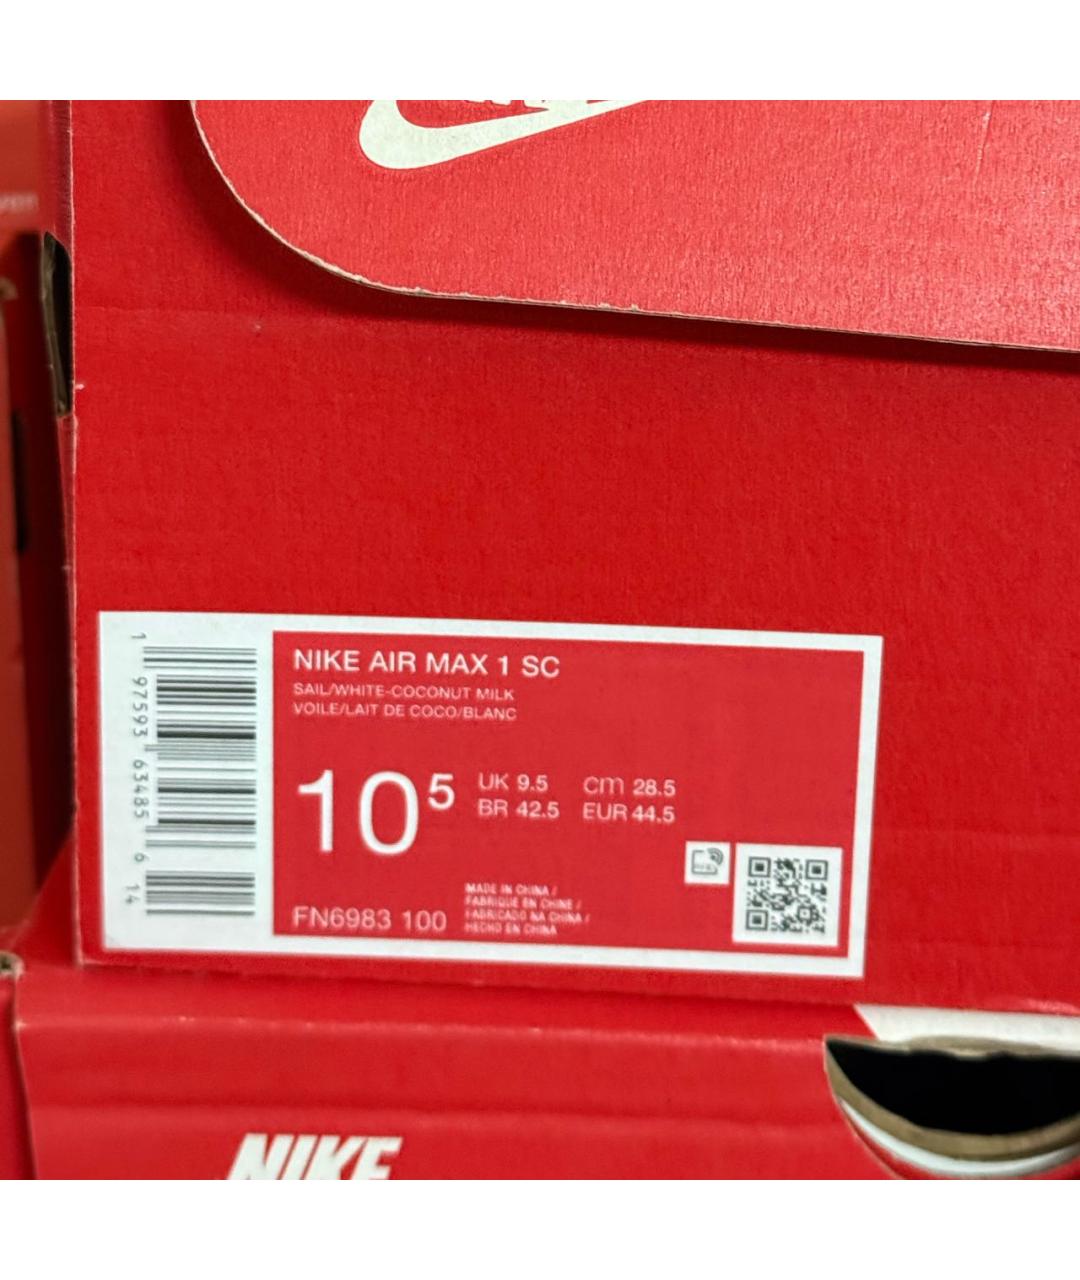 NIKE AIR MAX 1 SC
SAIL/WHITE-COCONUT MILK
VOILE/LAIT DE COCO/BLANC
10⁵
UK 9.5 CM 28.5
BR 42.5 EUR 44.5
FN6983 100
MADE IN CHINA /
FABRIQUE EN CHINE /
FABRICADO NA CHINA /
HECHO EN CHINA
1 97593 63485 6 14
NIKE